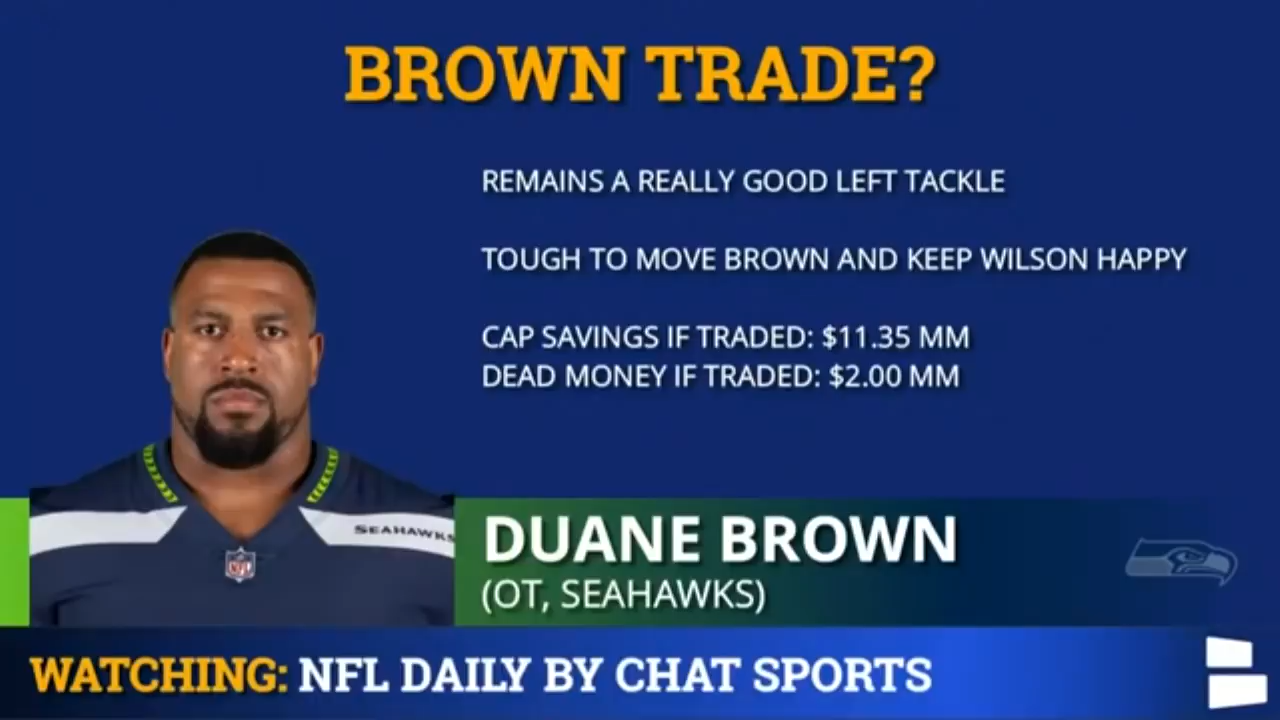 BROWN TRADE?
REMAINS A REALLY GOOD LEFT TACKLE
TOUGH TO MOVE BROWN AND KEEP WILSON HAPPY
CAP SAVINGS IF TRADED: $11.35 MM
DEAD MONEY IF TRADED: $2.00 MM
SEAHAWKS
NFL
DUANE BROWN
(OT, SEAHAWKS)
WATCHING: NFL DAILY BY CHAT SPORTS